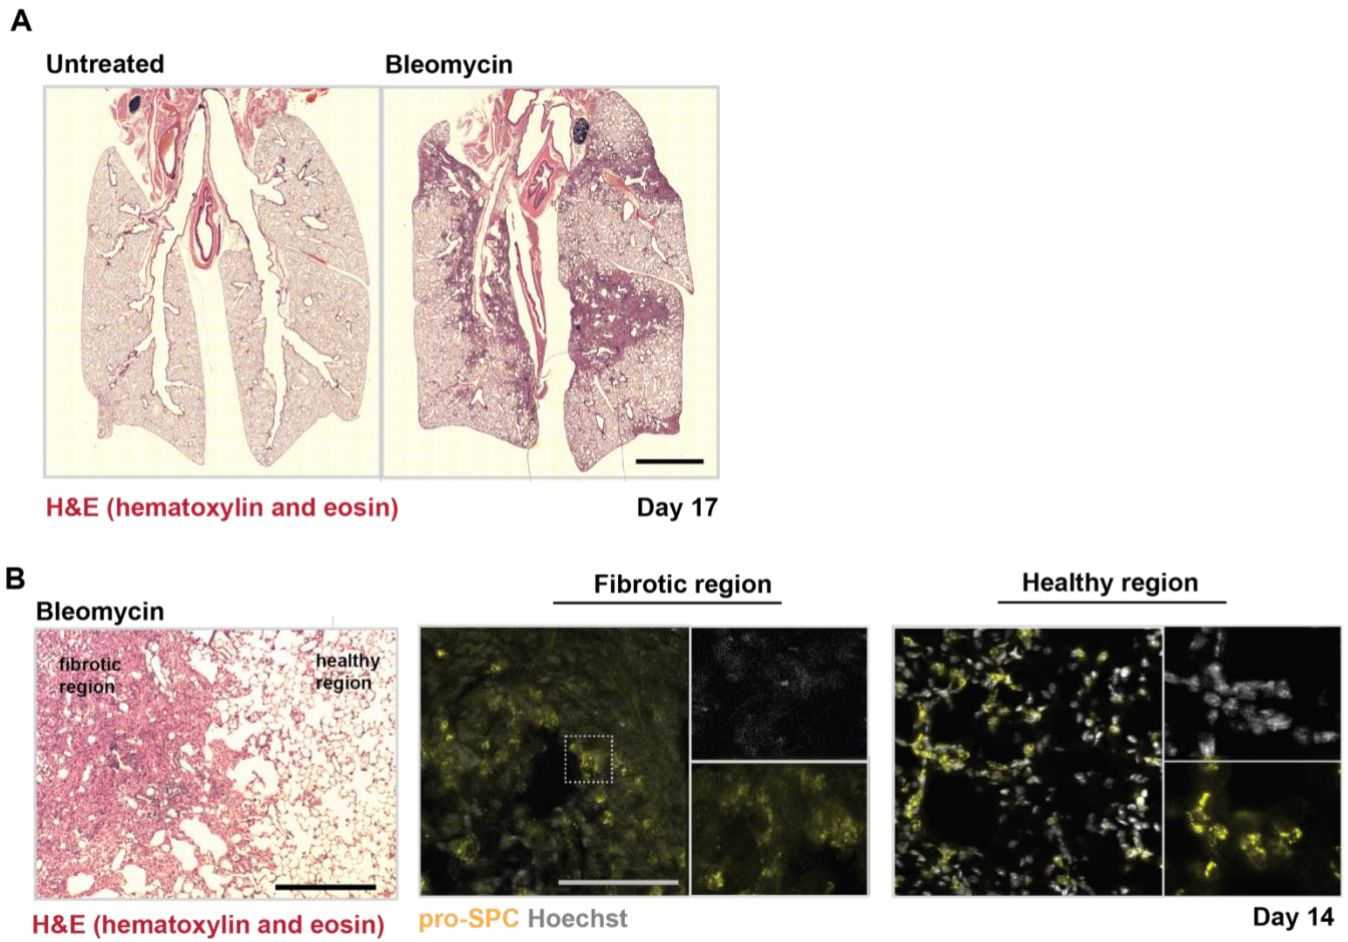 A
Untreated
Bleomycin
H&E (hematoxylin and eosin)
Day 17
B
Bleomycin
Fibrotic region
Healthy region
fibrotic
region
healthy
region
H&E (hematoxylin and eosin)
pro-SPC Hoechst
Day 14